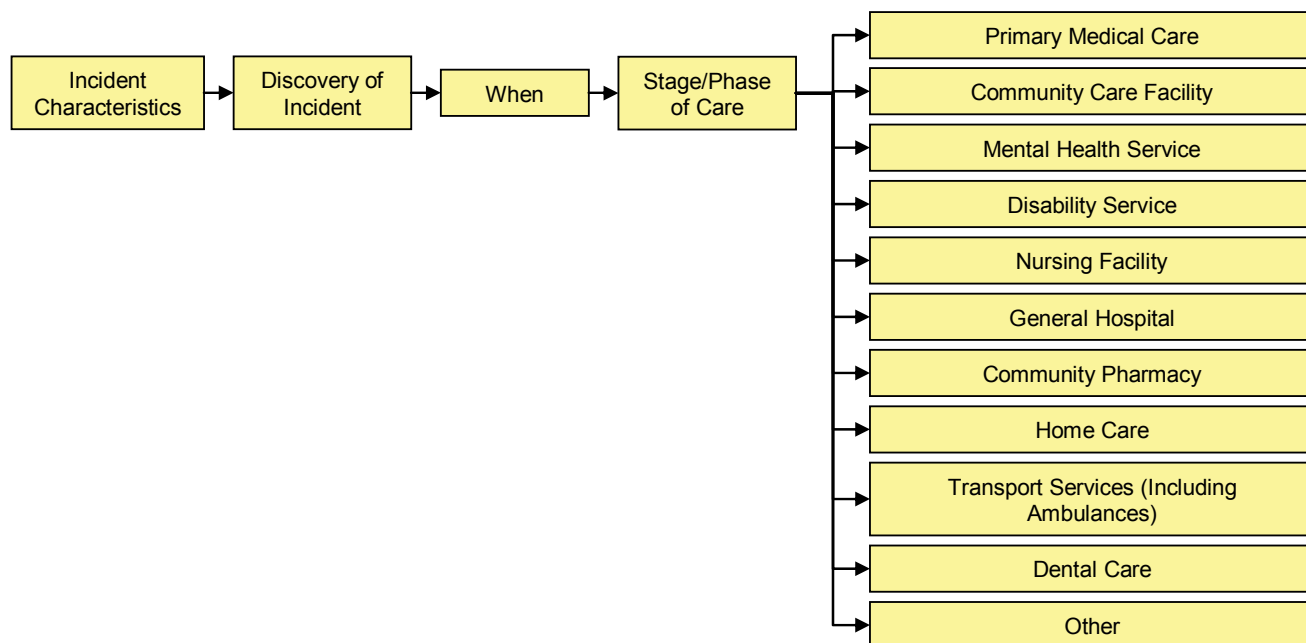 Incident
Characteristics
Discovery of
Incident
When
Stage/Phase
of Care
Primary Medical Care
Community Care Facility
Mental Health Service
Disability Service
Nursing Facility
General Hospital
Community Pharmacy
Home Care
Transport Services (Including
Ambulances)
Dental Care
Other